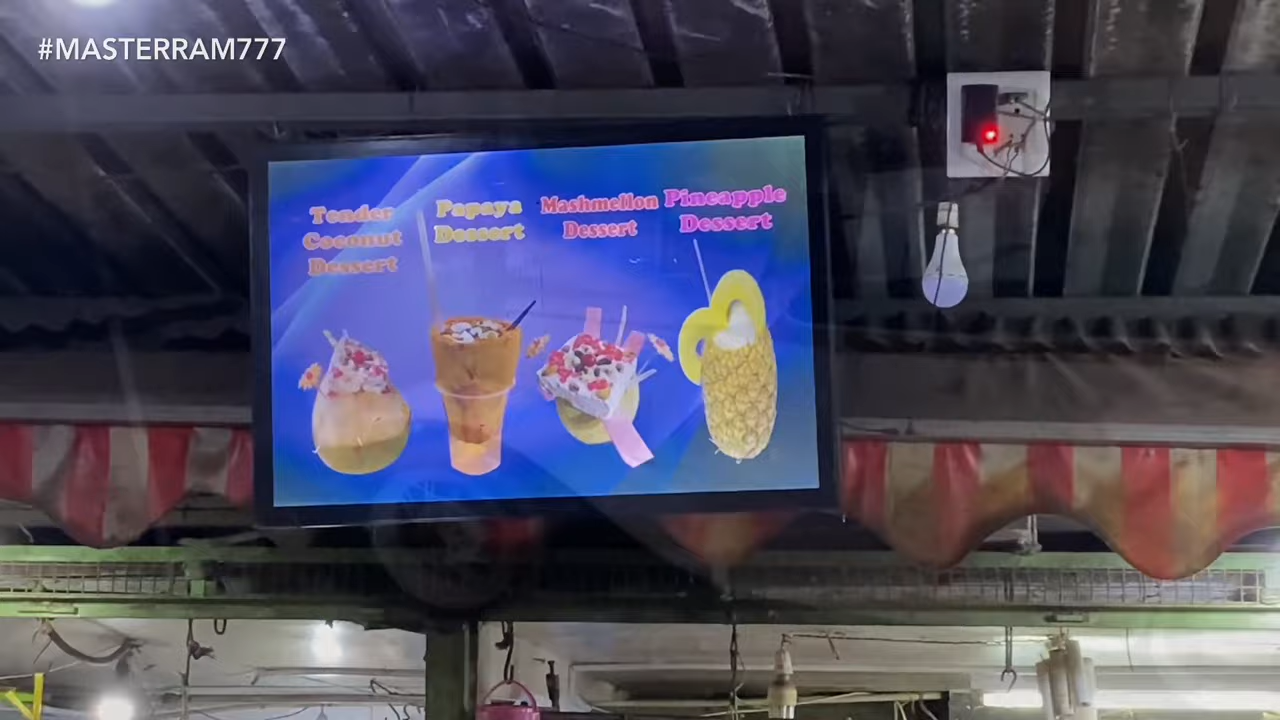 #MASTERRAM777
Tender
Coconut
Dessert
Papaya
Dessert
Mashmellon
Dessert
Pineapple
Dessert